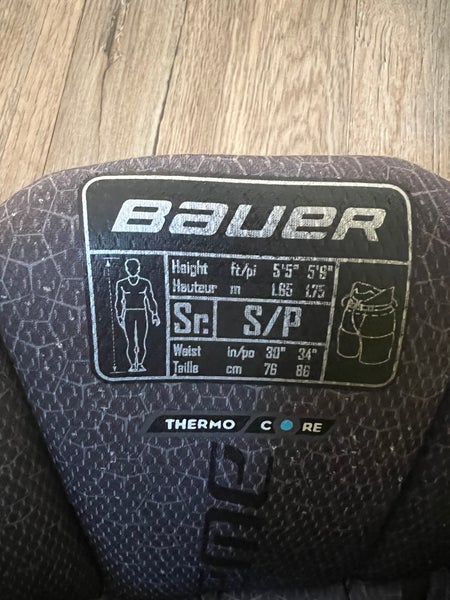 BAUER
Height ft/pi 5'5" 5'9"
Hauteur m 1.65 1.75
Sr. S/P
Waist in/po 30" 34"
Taille cm 76 86
THERMO CORE